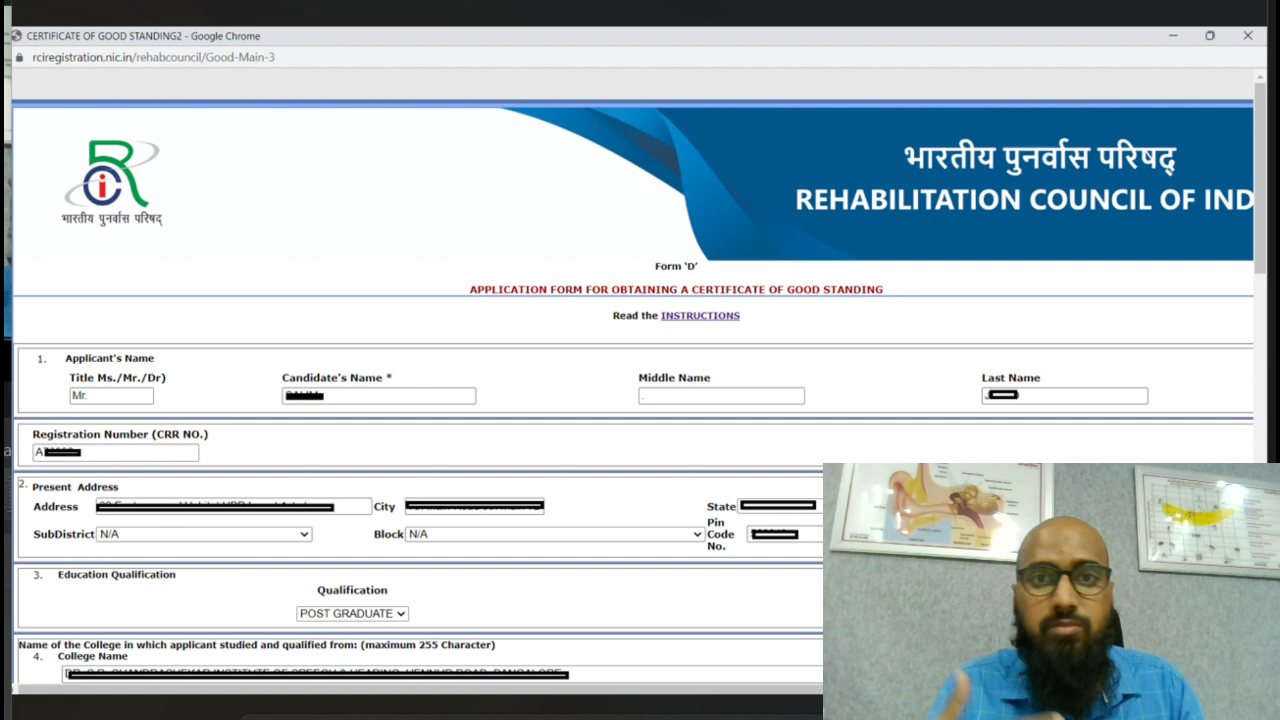 CERTIFICATE OF GOOD STANDING2 - Google Chrome
rciregistration.nic.in/rehabcouncil/Good-Main-3
भारतीय पुनर्वास परिषद्
भारतीय पुनर्वास परिषद्
REHABILITATION COUNCIL OF IND
Form ‘D’
APPLICATION FORM FOR OBTAINING A CERTIFICATE OF GOOD STANDING
Read the INSTRUCTIONS
1. Applicant's Name
Title Ms./Mr./Dr) Candidate's Name * Middle Name Last Name
Mr. .
Registration Number (CRR NO.)
A
2. Present Address
Address City State
SubDistrict N/A Block N/A Pin Code No.
3. Education Qualification
Qualification
POST GRADUATE
Name of the College in which applicant studied and qualified from: (maximum 255 Character)
4. College Name